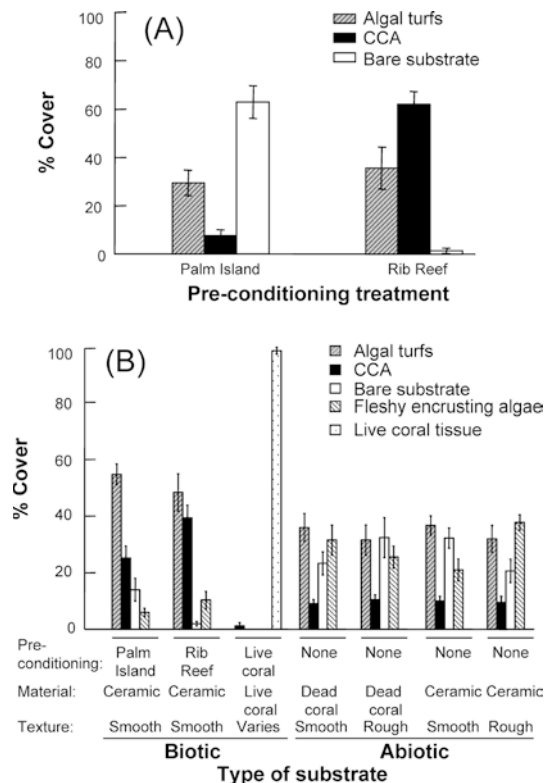 (A)
Algal turfs
CCA
Bare substrate
100
80
60
40
20
0
% Cover
Palm Island
Rib Reef
Pre-conditioning treatment
(B)
Algal turfs
CCA
Bare substrate
Fleshy encrusting algae
Live coral tissue
100
80
60
40
20
0
% Cover
Pre-conditioning: Palm Island Rib Reef Live coral None None None None
Material: Ceramic Ceramic Live coral Dead coral Dead coral Ceramic Ceramic
Texture: Smooth Smooth Varies Smooth Rough Smooth Rough
Biotic Abiotic
Type of substrate